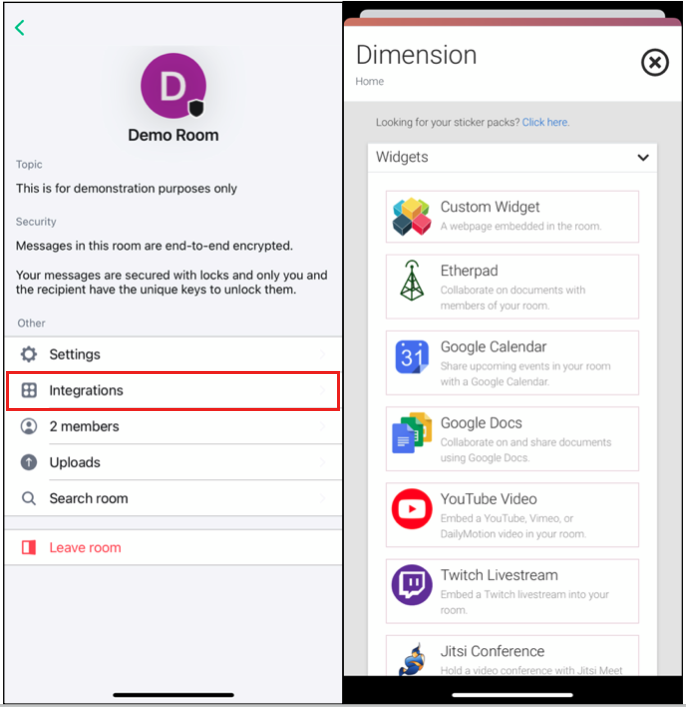 D
Demo Room
Topic
This is for demonstration purposes only
Security
Messages in this room are end-to-end encrypted.
Your messages are secured with locks and only you and
the recipient have the unique keys to unlock them.
Other
Settings
Integrations
2 members
Uploads
Search room
Leave room
Dimension
Home
Looking for your sticker packs? Click here.
Widgets
Custom Widget
A webpage embedded in the room.
Etherpad
Collaborate on documents with
members of your room.
31
Google Calendar
Share upcoming events in your room
with a Google Calendar.
Google Docs
Collaborate on and share documents
using Google Docs.
YouTube Video
Embed a YouTube, Vimeo, or
DailyMotion video in your room.
Twitch Livestream
Embed a Twitch livestream into your
room.
Jitsi Conference
Hold a video conference with Jitsi Meet